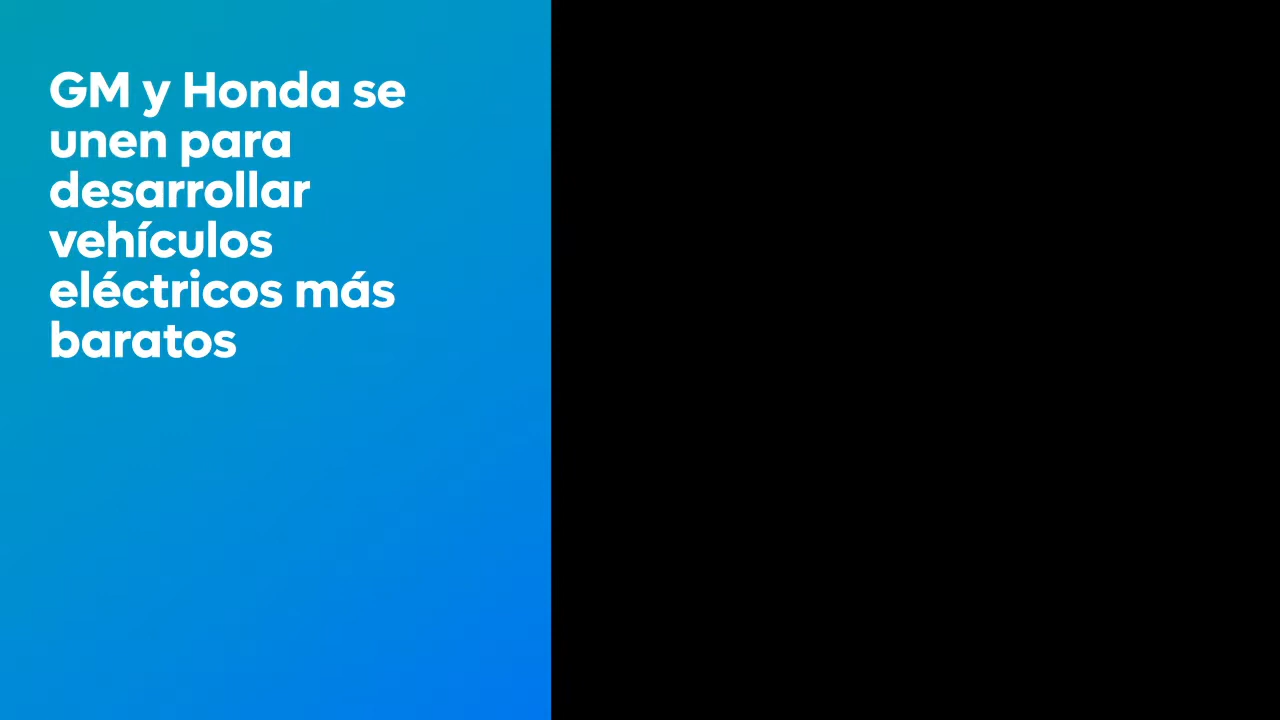 GM y Honda se
unen para
desarrollar
vehículos
eléctricos más
baratos